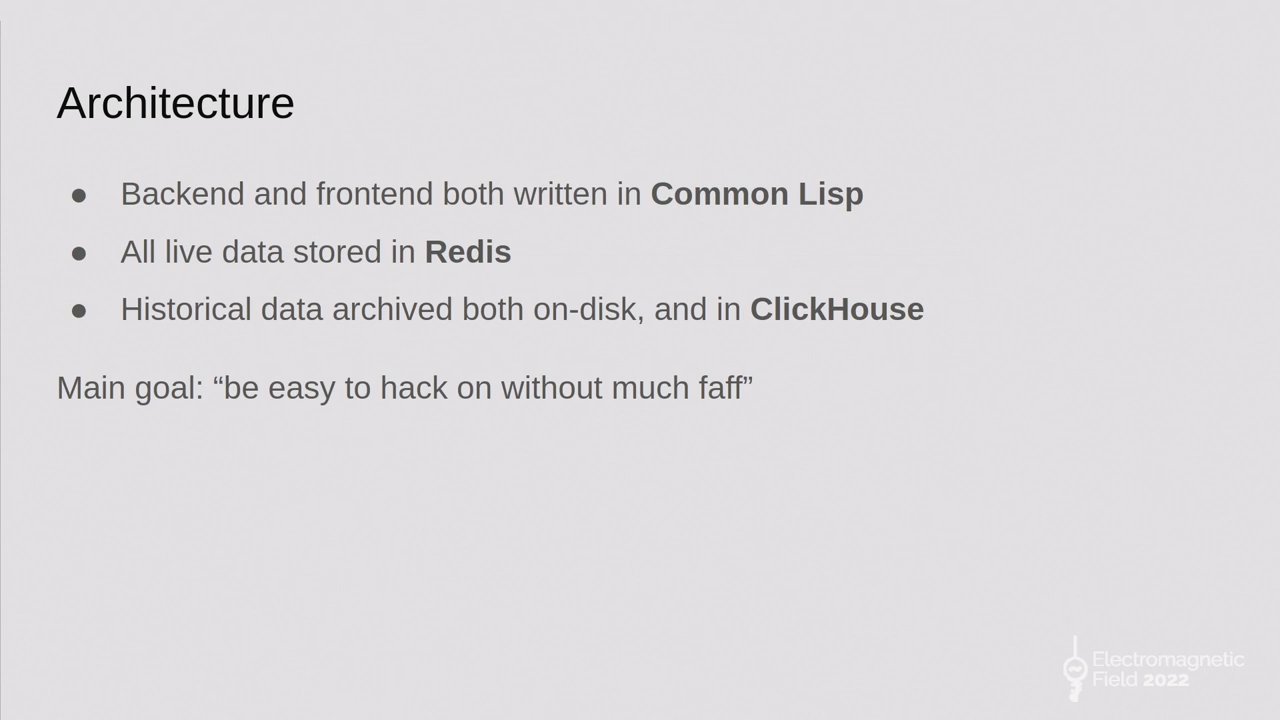 Architecture
● Backend and frontend both written in Common Lisp
● All live data stored in Redis
● Historical data archived both on-disk, and in ClickHouse
Main goal: “be easy to hack on without much faff”
Electromagnetic
Field 2022